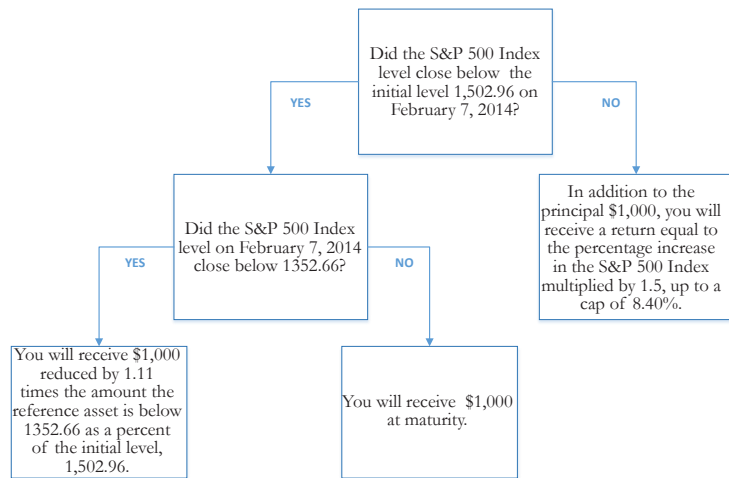 Did the S&P 500 Index
level close below the
initial level 1,502.96 on
February 7, 2014?
YES
NO
Did the S&P 500 Index
level on February 7, 2014
close below 1352.66?
In addition to the
principal $1,000, you will
receive a return equal to
the percentage increase
in the S&P 500 Index
multiplied by 1.5, up to a
cap of 8.40%.
YES
NO
You will receive $1,000
reduced by 1.11
times the amount the
reference asset is below
1352.66 as a percent
of the initial level,
1,502.96.
You will receive $1,000
at maturity.